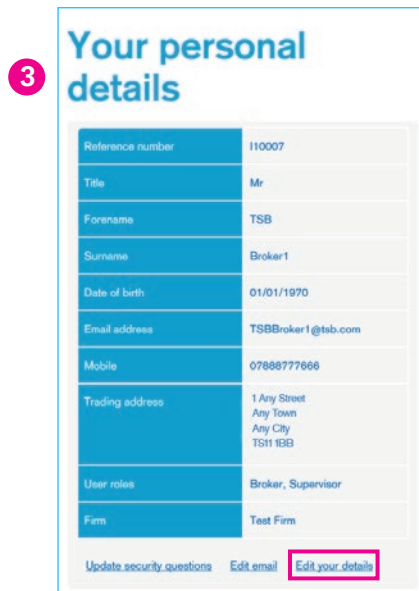 3
Your personal
details
Reference number I10007
Title Mr
Forename TSB
Surname Broker1
Date of birth 01/01/1970
Email address TSBBroker1@tsb.com
Mobile 07888777666
Trading address 1 Any Street
Any Town
Any City
TS11 1BB
User roles Broker, Supervisor
Firm Test Firm
Update security questions Edit email Edit your details